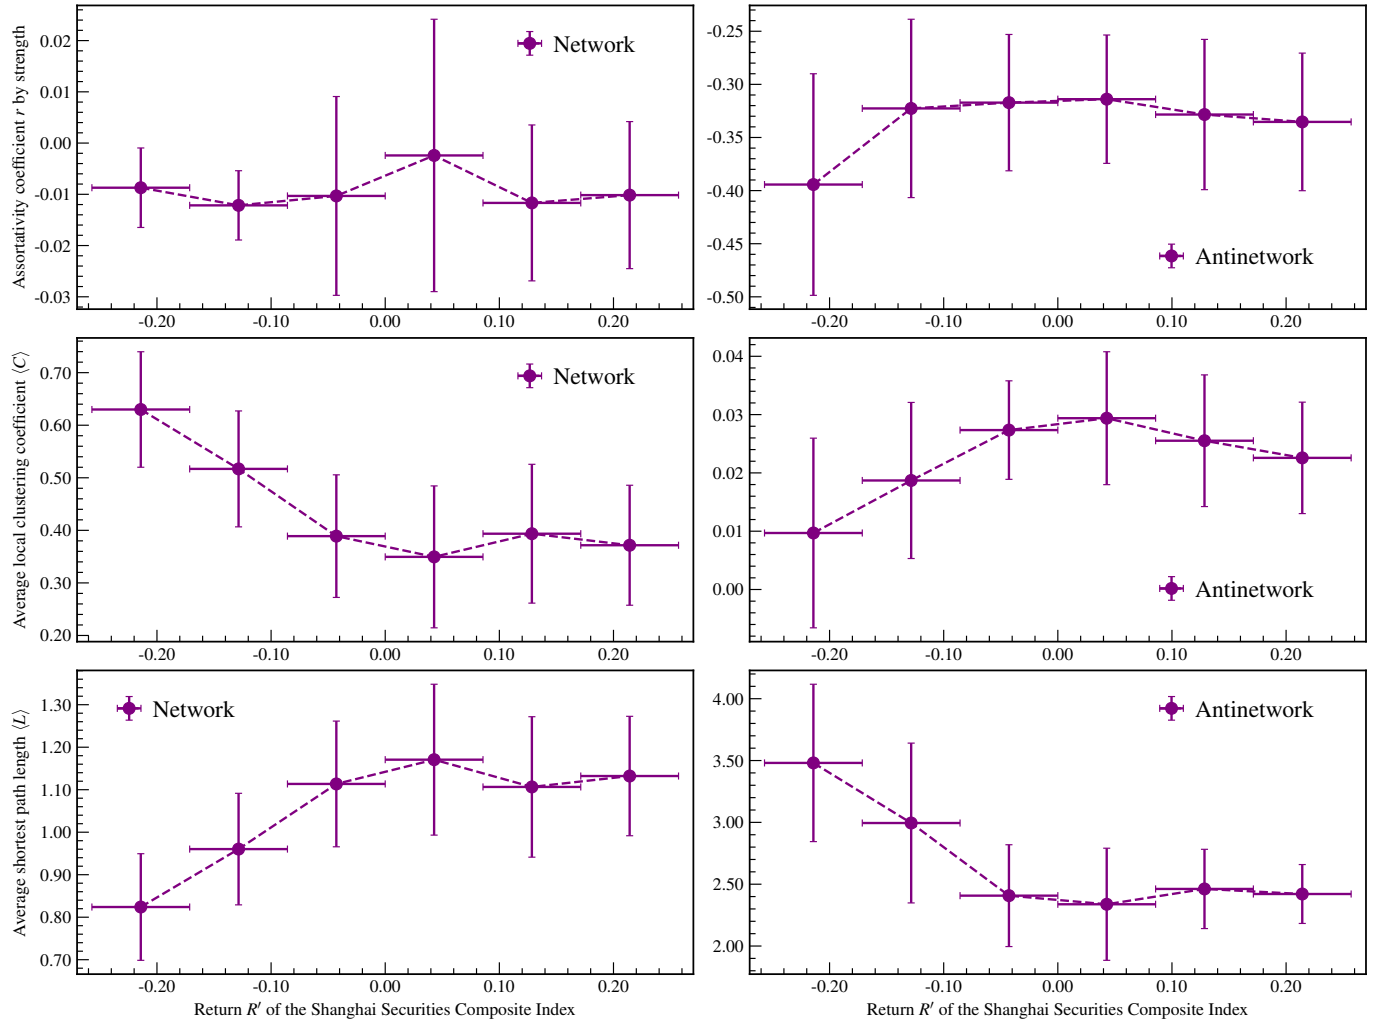 Assortativity coefficient r by strength
0.02
0.01
0.00
-0.01
-0.02
-0.03
Network
-0.20 -0.10 0.00 0.10 0.20
-0.25
-0.30
-0.35
-0.40
-0.45
-0.50
Antinetwork
-0.20 -0.10 0.00 0.10 0.20
Average local clustering coefficient ⟨C⟩
0.70
0.60
0.50
0.40
0.30
0.20
Network
-0.20 -0.10 0.00 0.10 0.20
0.04
0.03
0.02
0.01
0.00
Antinetwork
-0.20 -0.10 0.00 0.10 0.20
Average shortest path length ⟨L⟩
1.30
1.20
1.10
1.00
0.90
0.80
0.70
Network
-0.20 -0.10 0.00 0.10 0.20
Return R′ of the Shanghai Securities Composite Index
4.00
3.50
3.00
2.50
2.00
Antinetwork
-0.20 -0.10 0.00 0.10 0.20
Return R′ of the Shanghai Securities Composite Index